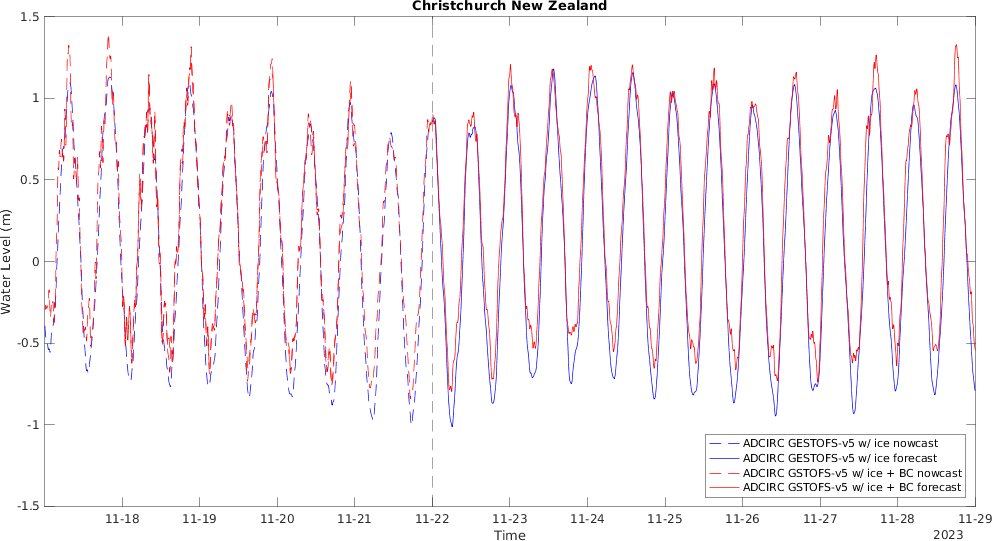 Christchurch New Zealand
1.5
1
0.5
0
-0.5
-1
-1.5
Water Level (m)
ADCIRC GESTOFS-v5 w/ ice nowcast
ADCIRC GESTOFS-v5 w/ ice forecast
ADCIRC GSTOFS-v5 w/ ice + BC nowcast
ADCIRC GSTOFS-v5 w/ ice + BC forecast
11-18 11-19 11-20 11-21 11-22 11-23 11-24 11-25 11-26 11-27 11-28 11-29
Time
2023